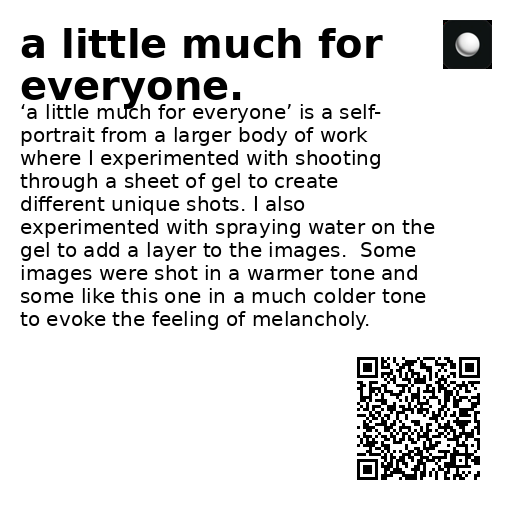 a little much for
everyone.
‘a little much for everyone’ is a self-
portrait from a larger body of work
where I experimented with shooting
through a sheet of gel to create
different unique shots. I also
experimented with spraying water on the
gel to add a layer to the images.  Some
images were shot in a warmer tone and
some like this one in a much colder tone
to evoke the feeling of melancholy.